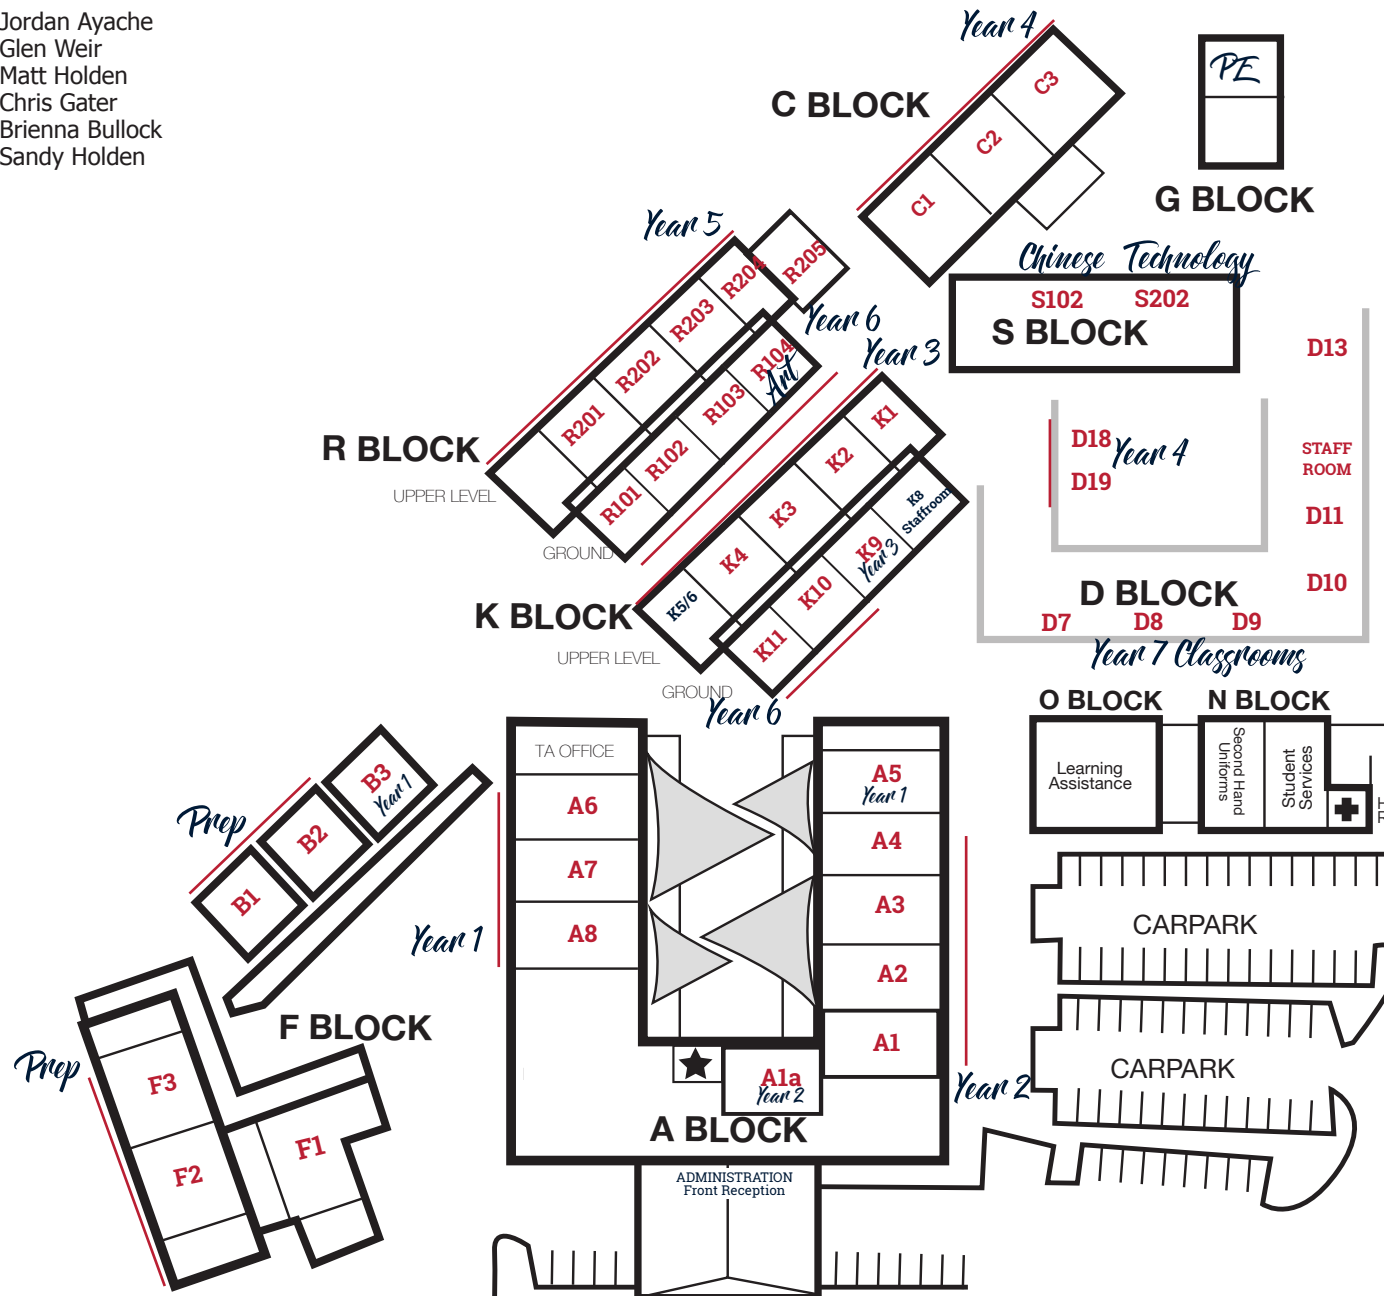 Jordan Ayache
Glen Weir
Matt Holden
Chris Gater
Brienna Bullock
Sandy Holden
Year 4
C BLOCK
C3
C2
C1
PE
G BLOCK
Year 5
R204
R205
R203
R202
R201
R BLOCK
UPPER LEVEL
Year 6
R104
Art
R103
R102
R101
GROUND
Chinese Technology
S102 S202
S BLOCK
Year 3
K1
K2
K3
K4
K5/6
K BLOCK
UPPER LEVEL
K8
Staffroom
K9
Year 3
K10
K11
GROUND
Year 6
D13
D18
Year 4
D19
STAFF
ROOM
D11
D10
D BLOCK
D7 D8 D9
Year 7 Classrooms
O BLOCK
N BLOCK
Learning
Assistance
Second Hand
Uniforms
Student
Services
B3
Year 1
Prep
B2
B1
TA OFFICE
A6
A7
A8
Year 1
A5
Year 1
A4
A3
A2
A1
Year 2
A1a
Year 2
A BLOCK
CARPARK
CARPARK
F BLOCK
Prep
F3
F2
F1
ADMINISTRATION
Front Reception